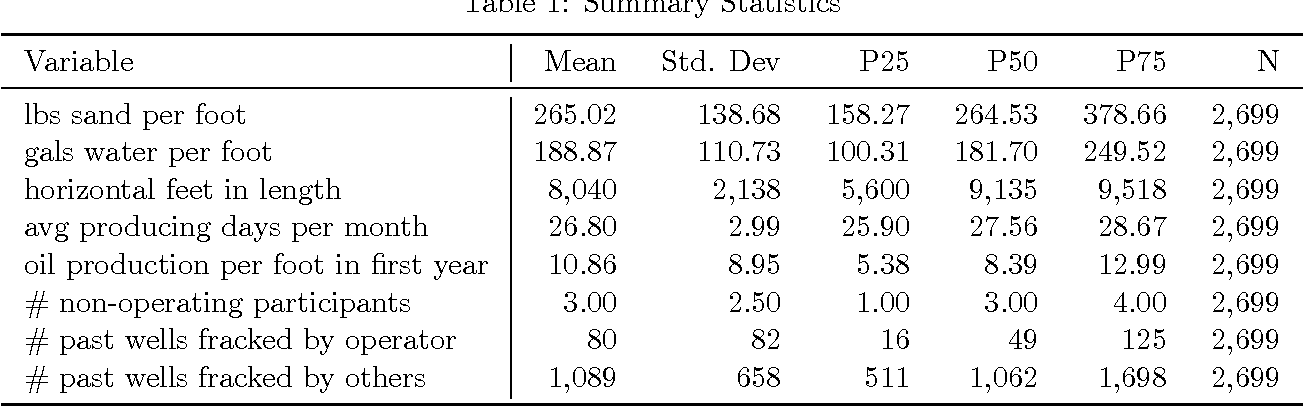 Table 1: Summary Statistics
Variable Mean Std. Dev P25 P50 P75 N
lbs sand per foot 265.02 138.68 158.27 264.53 378.66 2,699
gals water per foot 188.87 110.73 100.31 181.70 249.52 2,699
horizontal feet in length 8,040 2,138 5,600 9,135 9,518 2,699
avg producing days per month 26.80 2.99 25.90 27.56 28.67 2,699
oil production per foot in first year 10.86 8.95 5.38 8.39 12.99 2,699
# non-operating participants 3.00 2.50 1.00 3.00 4.00 2,699
# past wells fracked by operator 80 82 16 49 125 2,699
# past wells fracked by others 1,089 658 511 1,062 1,698 2,699